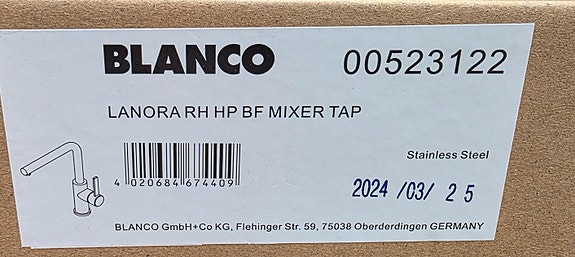 BLANCO 00523122
LANORA RH HP BF MIXER TAP
Stainless Steel
4 020684 674409
2024 /03/ 25
BLANCO GmbH+Co KG, Flehinger Str. 59, 75038 Oberderdingen GERMANY